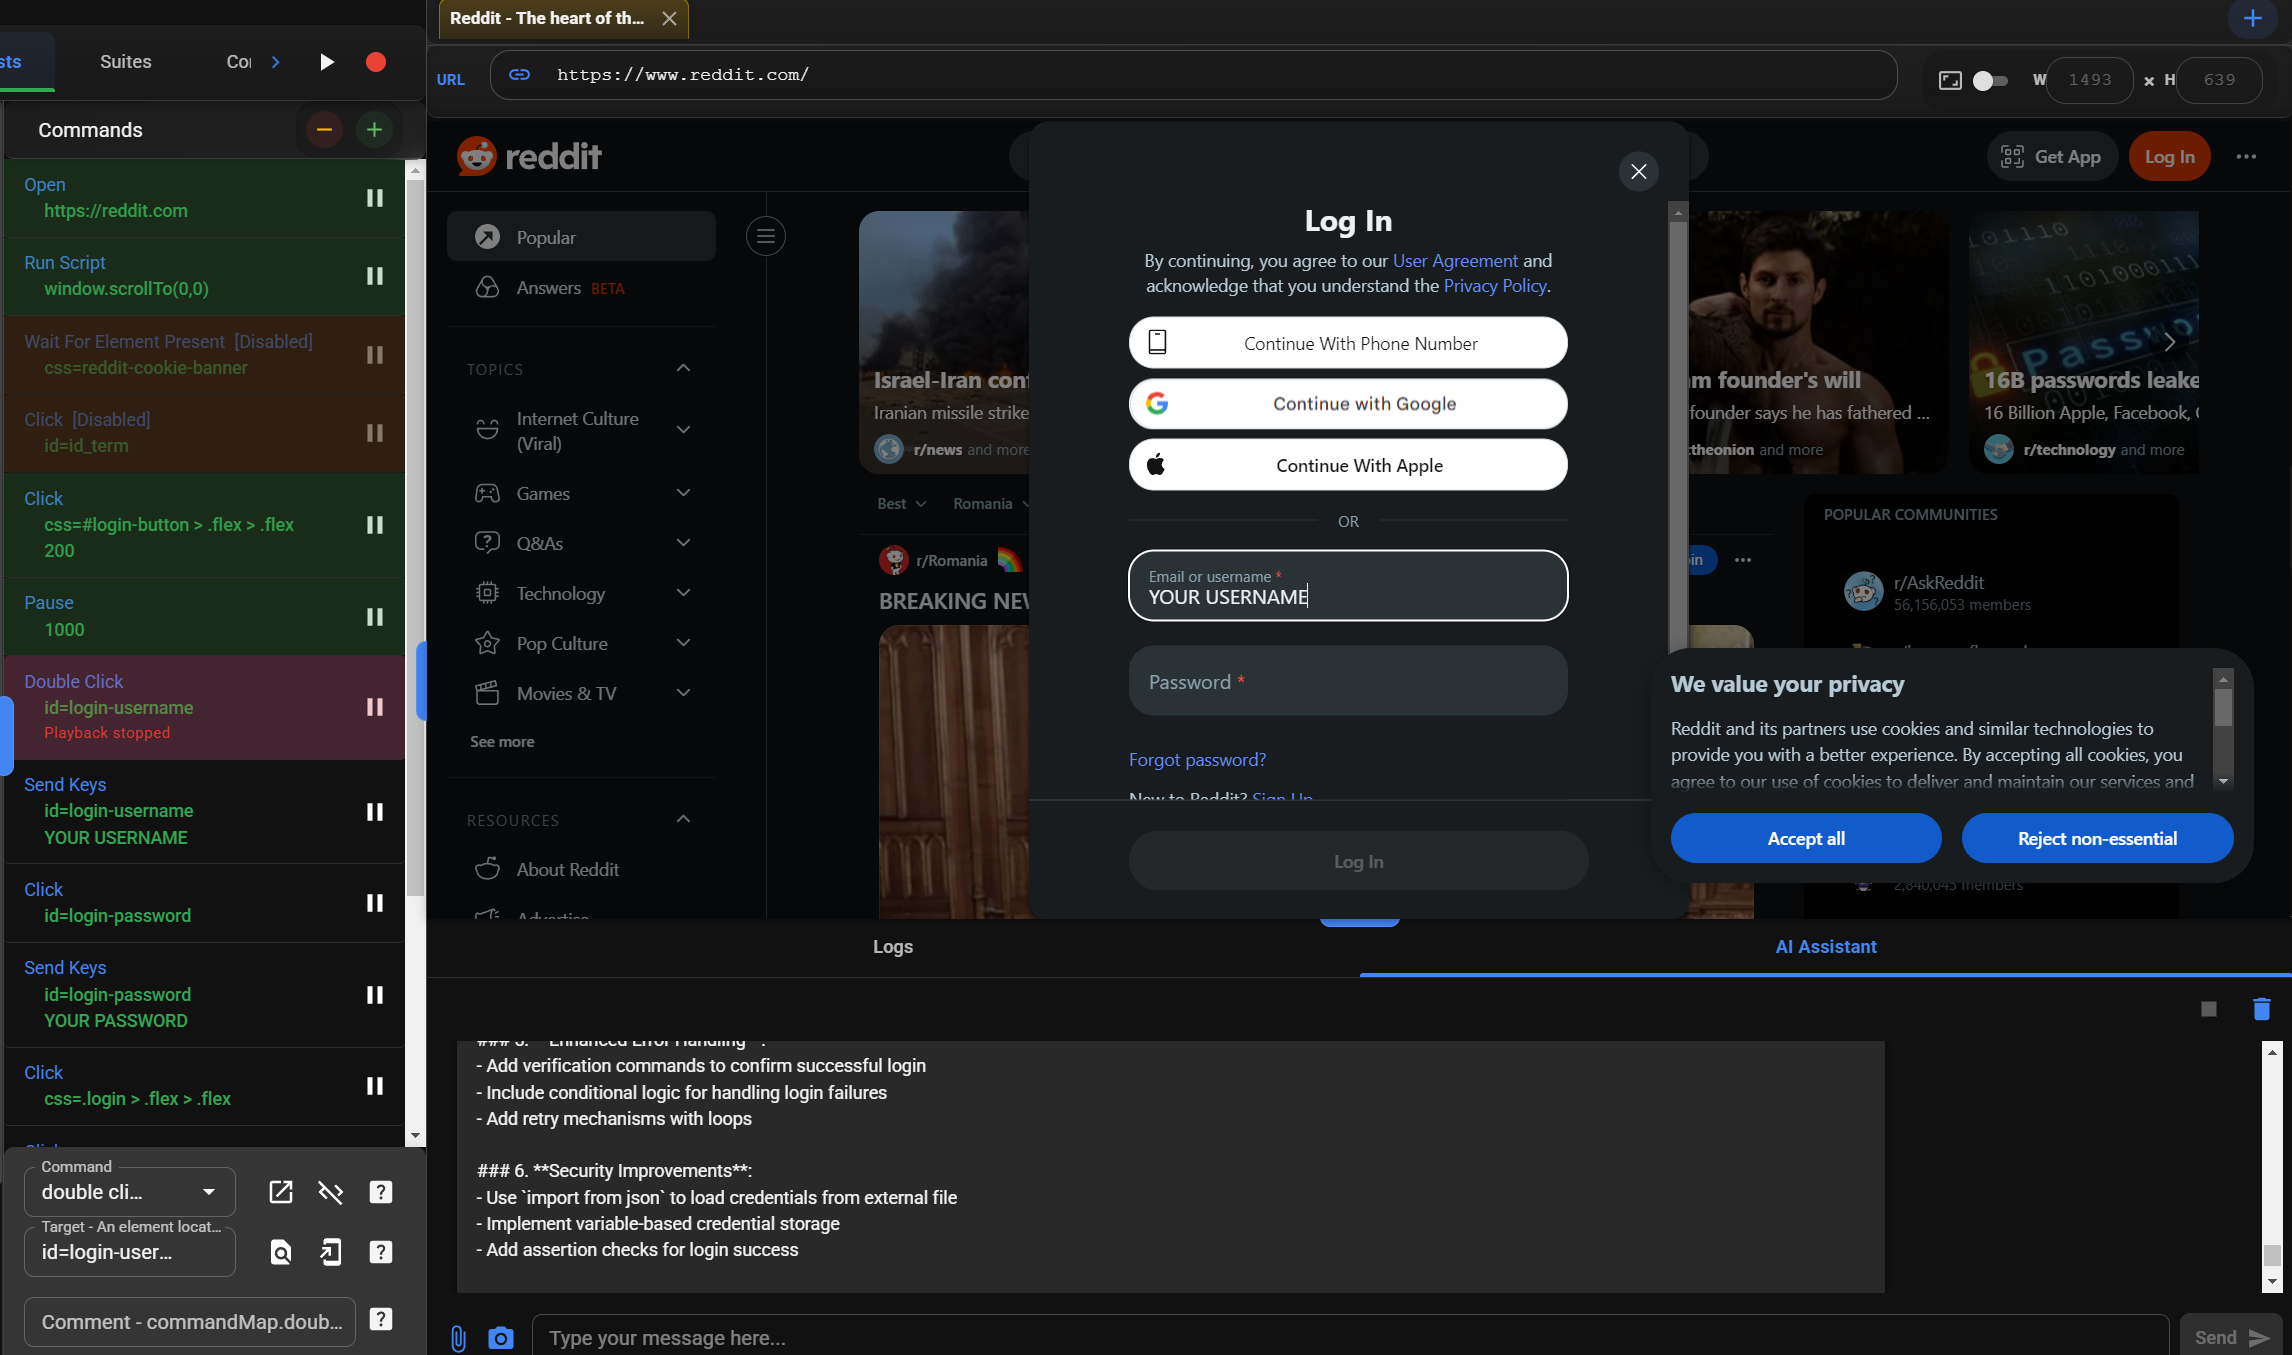 Reddit - The heart of th...
sts
Suites
Co
URL
https://www.reddit.com/
W
1493
x
H
639
Commands
Open
https://reddit.com
Run Script
window.scrollTo(0,0)
Wait For Element Present [Disabled]
css=reddit-cookie-banner
Click [Disabled]
id=id_term
Click
css=#login-button > .flex > .flex
200
Pause
1000
Double Click
id=login-username
Playback stopped
Send Keys
id=login-username
YOUR USERNAME
Click
id=login-password
Send Keys
id=login-password
YOUR PASSWORD
Click
css=.login > .flex > .flex
Click
Command
double cli...
Target - An element locat...
id=login-user...
Comment - commandMap.doub...
reddit
Get App
Log In
Popular
Answers BETA
TOPICS
Internet Culture
(Viral)
Games
Q&As
Technology
Pop Culture
Movies & TV
See more
RESOURCES
About Reddit
Advertise
Israel-Iran con
Iranian missile strike
r/news and more
Best
Romania
r/Romania
BREAKING NE
Log In
By continuing, you agree to our User Agreement and
acknowledge that you understand the Privacy Policy.
Continue With Phone Number
Continue with Google
Continue With Apple
OR
Email or username *
YOUR USERNAME
Password *
Forgot password?
New to Reddit? Sign Up
Log In
m founder's will
founder says he has fathered ...
theonion and more
101110
Passwo
16B passwords leake
16 Billion Apple, Facebook,
r/technology and more
in
POPULAR COMMUNITIES
r/AskReddit
56,156,053 members
We value your privacy
Reddit and its partners use cookies and similar technologies to
provide you with a better experience. By accepting all cookies, you
agree to our use of cookies to deliver and maintain our services and
Accept all
Reject non-essential
2,840,045 members
Logs
AI Assistant
### 5. **Enhanced Error Handling**:
- Add verification commands to confirm successful login
- Include conditional logic for handling login failures
- Add retry mechanisms with loops
### 6. **Security Improvements**:
- Use `import from json` to load credentials from external file
- Implement variable-based credential storage
- Add assertion checks for login success
Type your message here...
Send